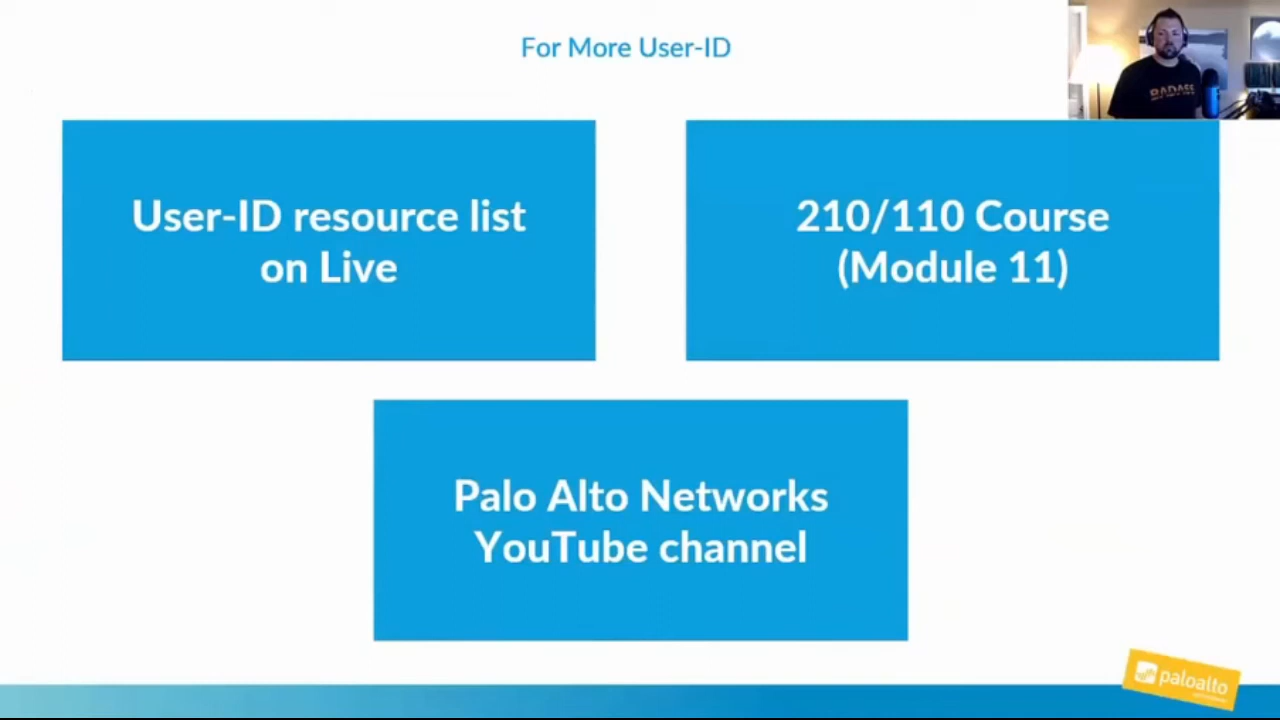 For More User-ID
BADASS
User-ID resource list
on Live
210/110 Course
(Module 11)
Palo Alto Networks
YouTube channel
paloalto